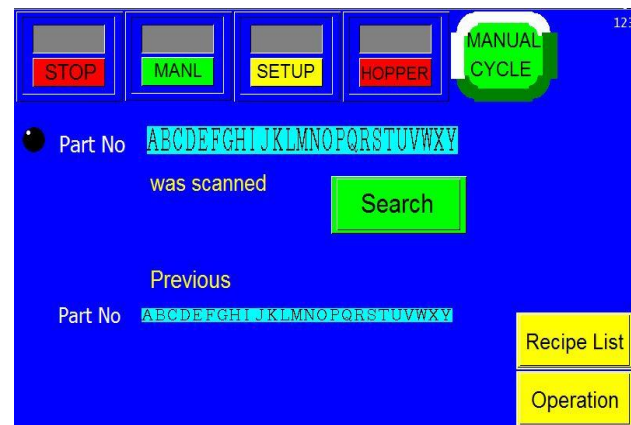 123
STOP MANL SETUP HOPPER MANUAL CYCLE
Part No ABCDEFGHIJKLMNOPQRSTUVWXY
was scanned
Search
Previous
Part No ABCDEFGHIJKLMNOPQRSTUVWXY
Recipe List
Operation